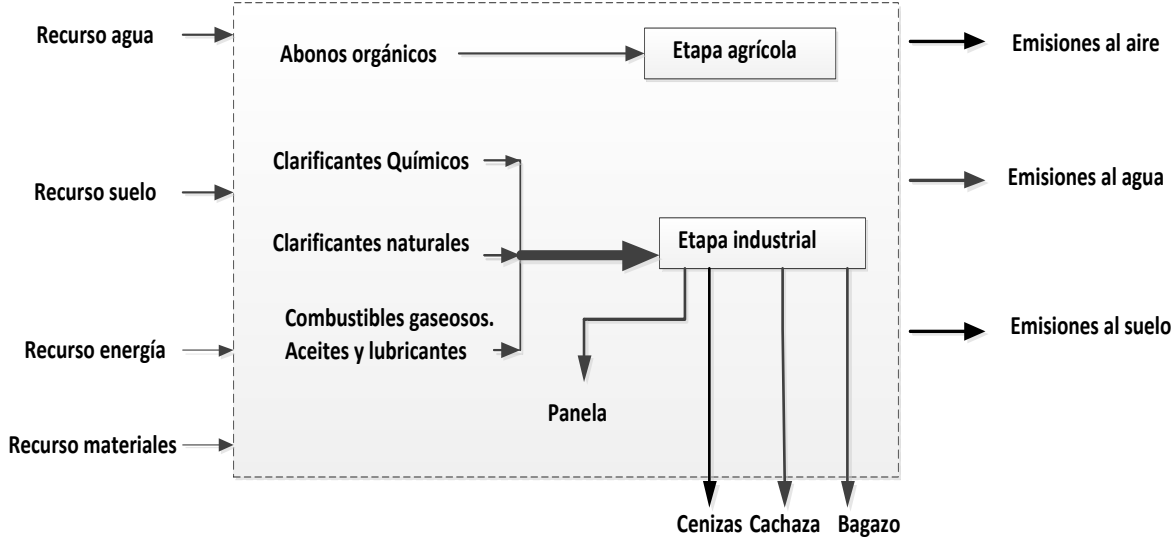 Recurso agua
Abonos orgánicos
Etapa agrícola
Emisiones al aire
Clarificantes Químicos
Recurso suelo
Emisiones al agua
Clarificantes naturales
Etapa industrial
Combustibles gaseosos.
Aceites y lubricantes
Recurso energía
Emisiones al suelo
Panela
Recurso materiales
Cenizas Cachaza Bagazo